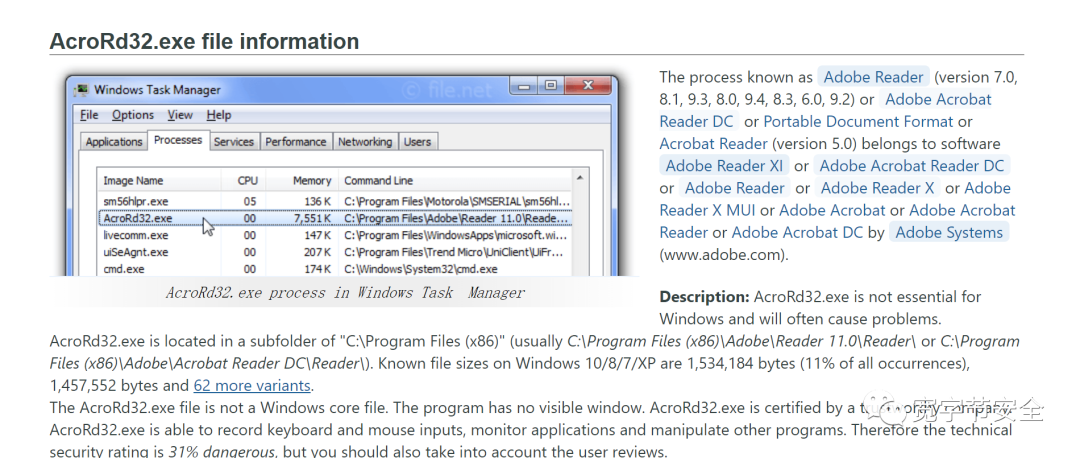 AcroRd32.exe file information
Windows Task Manager
© file.net
File Options View Help
Applications Processes Services Performance Networking Users
Image Name CPU Memory Command Line
sm56hlpr.exe 05 136 K C:\Program Files\Motorola\SMSERIAL\sm56hl...
AcroRd32.exe 00 7,551 K C:\Program Files\Adobe\Reader 11.0\Reade...
livecomm.exe 00 147 K C:\Program Files\WindowsApps\microsoft.wi...
uiSeAgnt.exe 00 207 K C:\Program Files\Trend Micro\UniClient\UiFr...
cmd.exe 00 174 K C:\Windows\System32\cmd.exe
AcroRd32.exe process in Windows Task Manager
The process known as Adobe Reader (version 7.0,
8.1, 9.3, 8.0, 9.4, 8.3, 6.0, 9.2) or Adobe Acrobat
Reader DC or Portable Document Format or
Acrobat Reader (version 5.0) belongs to software
Adobe Reader XI or Adobe Acrobat Reader DC
or Adobe Reader or Adobe Reader X or Adobe
Reader X MUI or Adobe Acrobat or Adobe Acrobat
Reader or Adobe Acrobat DC by Adobe Systems
(www.adobe.com).
Description: AcroRd32.exe is not essential for
Windows and will often cause problems.
AcroRd32.exe is located in a subfolder of "C:\Program Files (x86)" (usually C:\Program Files (x86)\Adobe\Reader 11.0\Reader\ or C:\Program
Files (x86)\Adobe\Acrobat Reader DC\Reader\). Known file sizes on Windows 10/8/7/XP are 1,534,184 bytes (11% of all occurrences),
1,457,552 bytes and 62 more variants.
The AcroRd32.exe file is not a Windows core file. The program has no visible window. AcroRd32.exe is certified by a company.
AcroRd32.exe is able to record keyboard and mouse inputs, monitor applications and manipulate other programs. Therefore the technical
security rating is 31% dangerous, but you should also take into account the user reviews.
宽字节安全